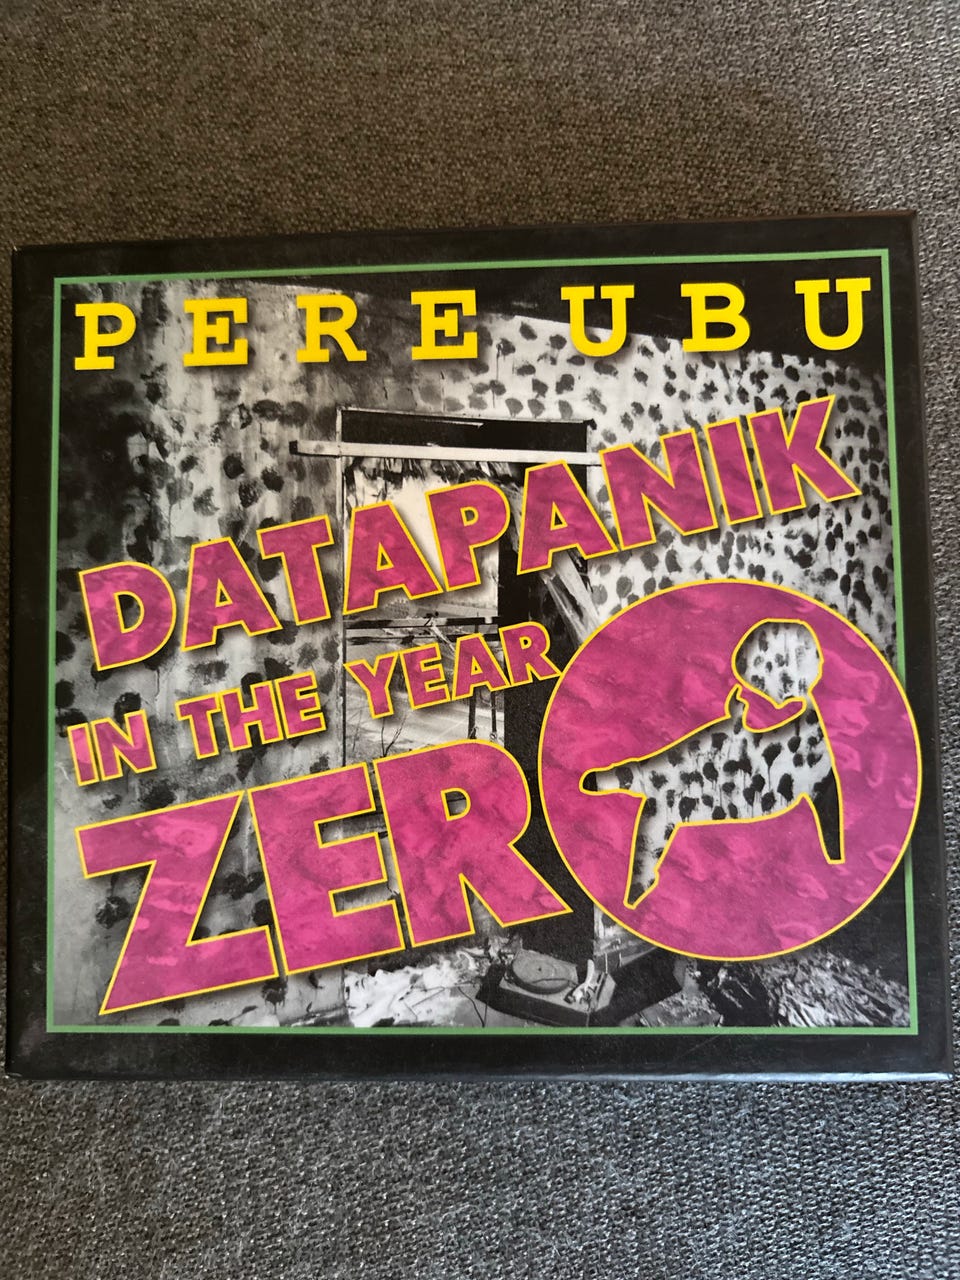 PERE UBU
DATAPANIK
IN THE YEAR
ZERO